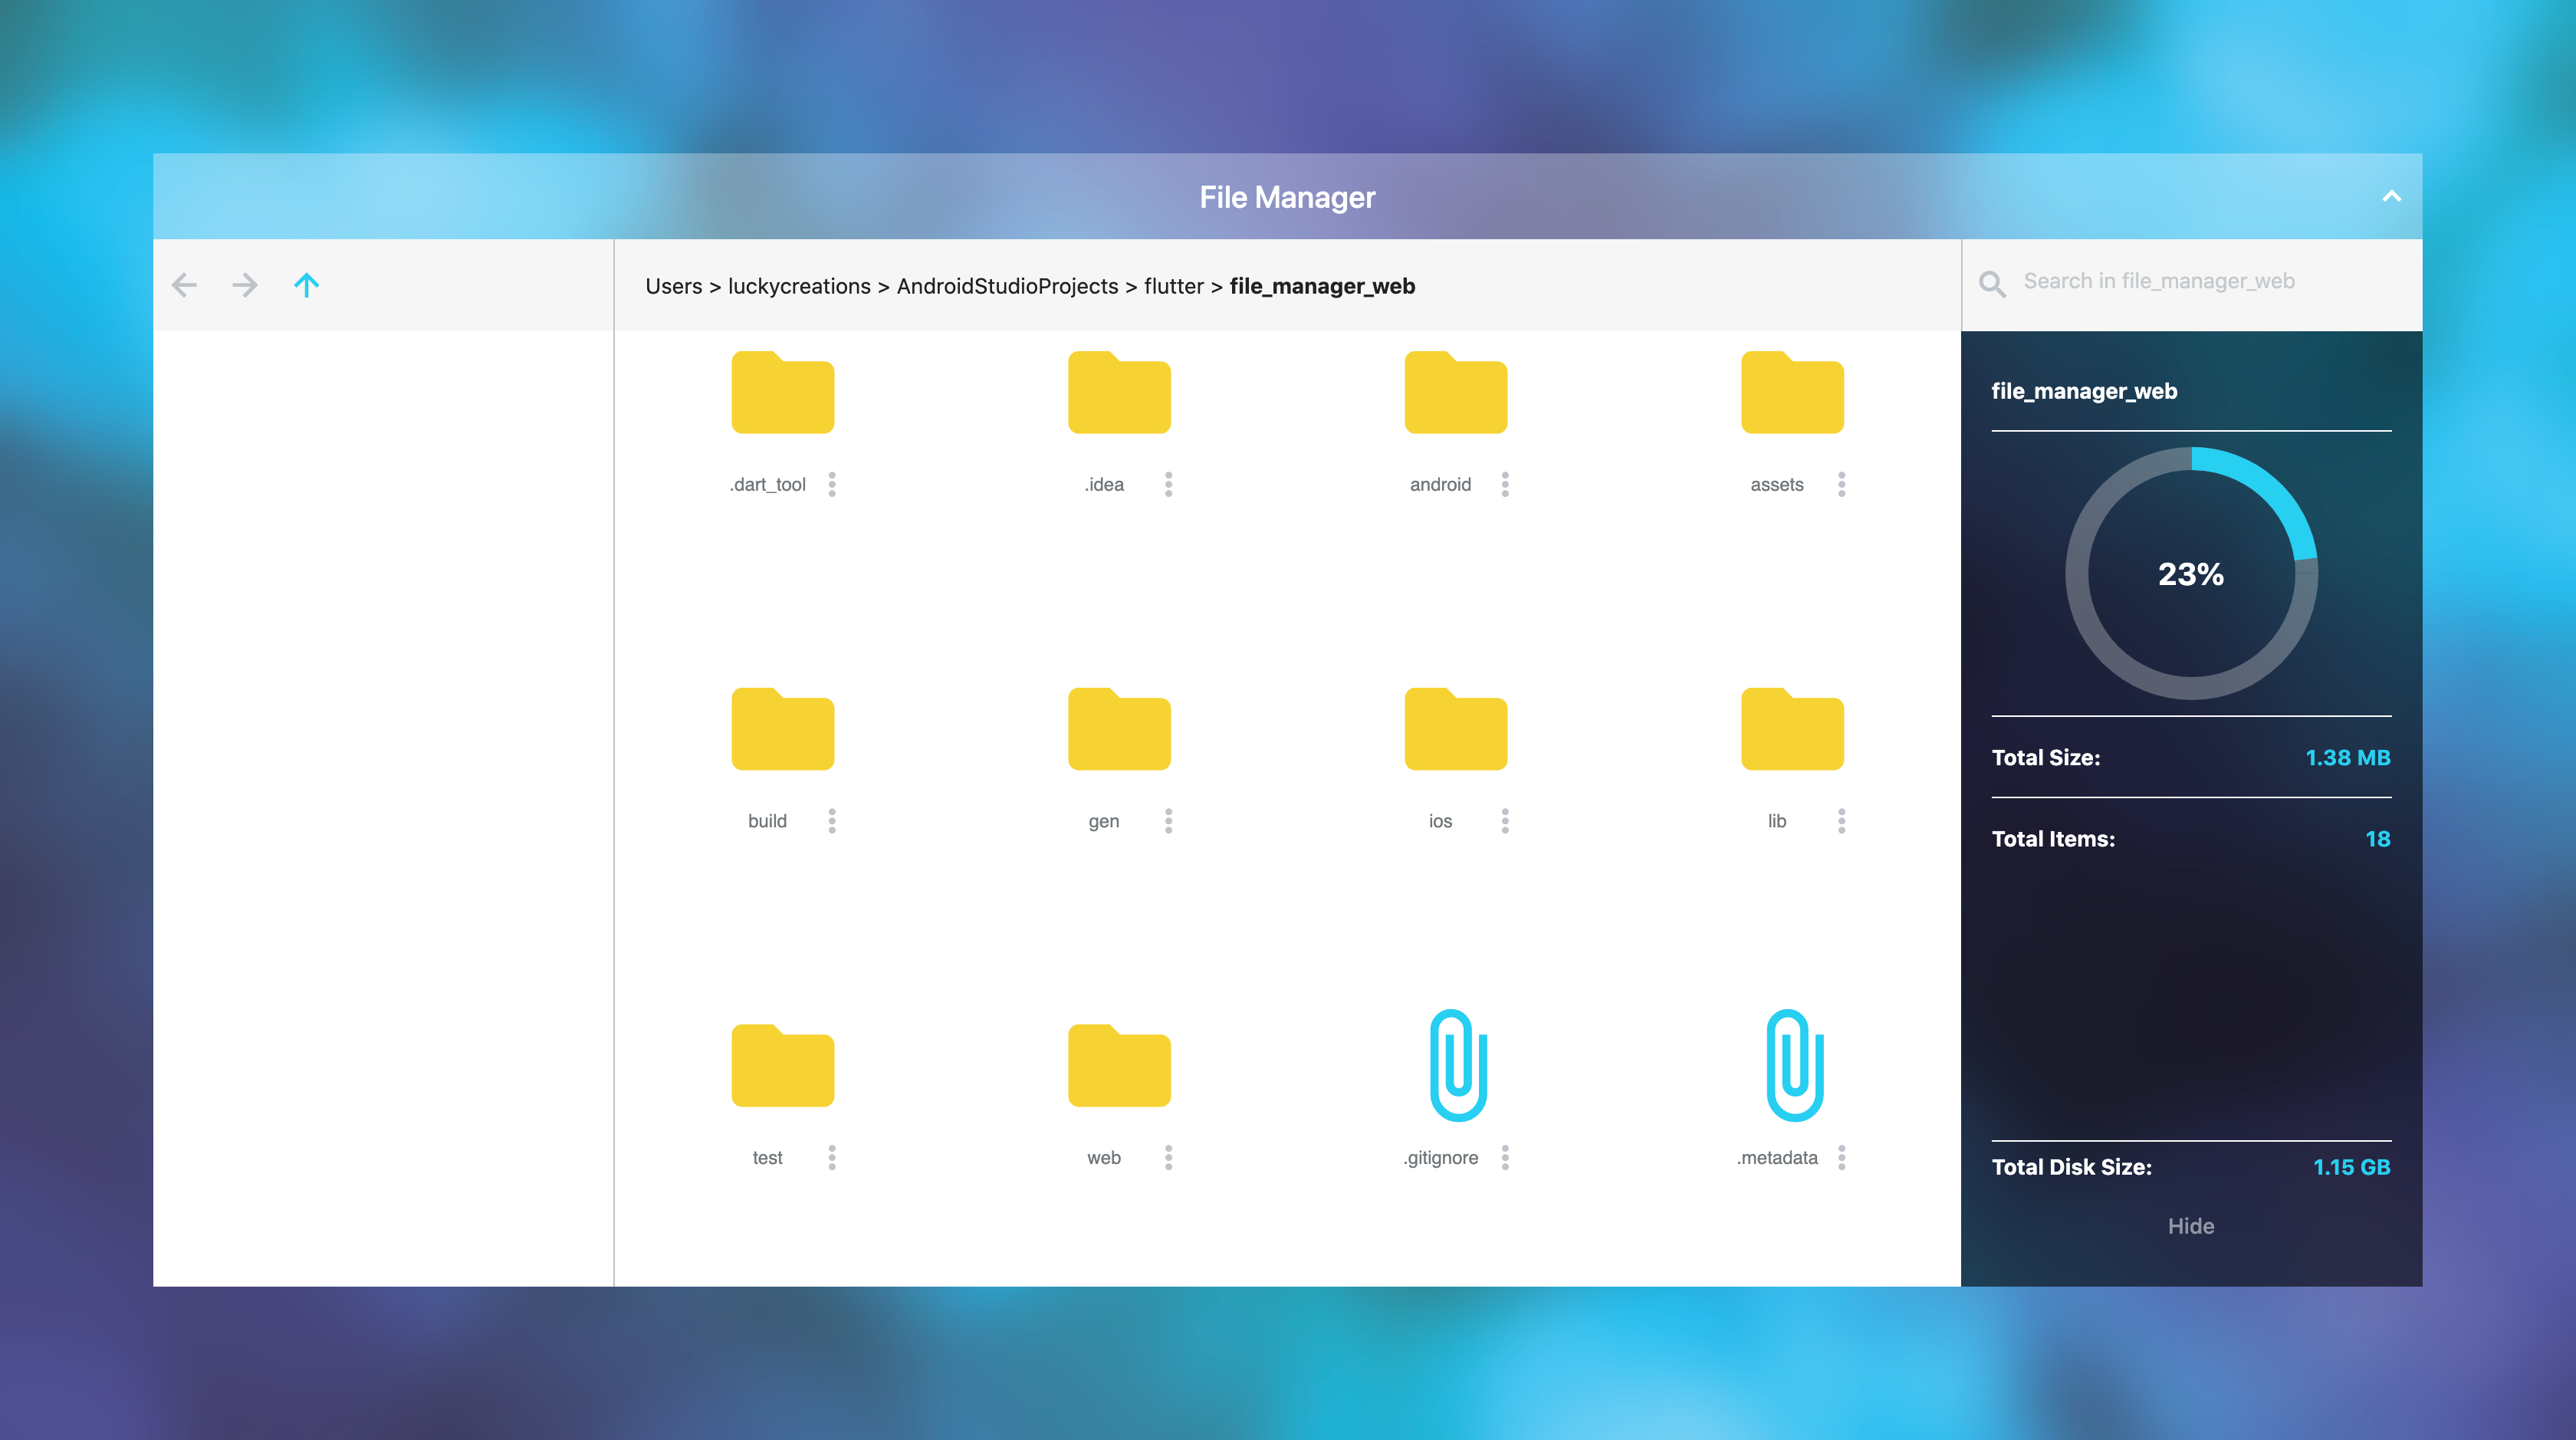 File Manager
Users > luckycreations > AndroidStudioProjects > flutter > file_manager_web
Search in file_manager_web
.dart_tool
.idea
android
assets
build
gen
ios
lib
test
web
.gitignore
.metadata
file_manager_web
23%
Total Size: 1.38 MB
Total Items: 18
Total Disk Size: 1.15 GB
Hide